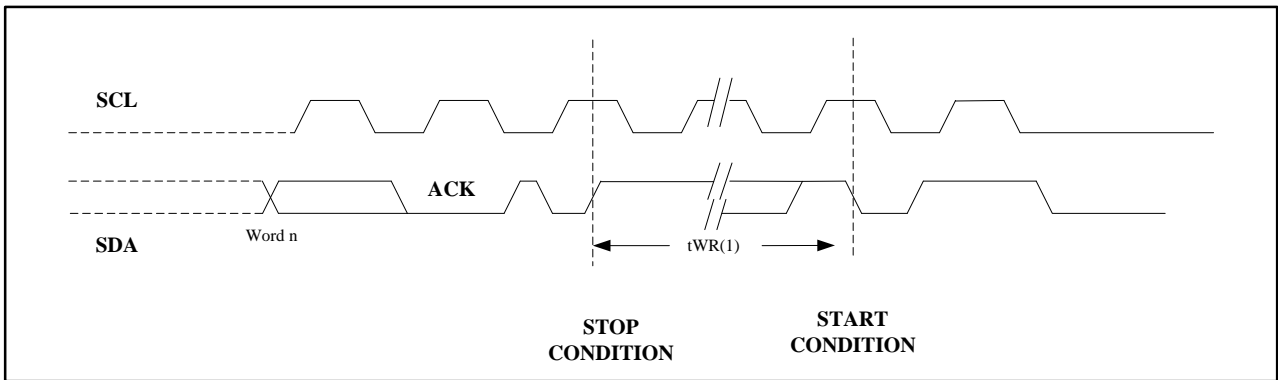 SCL
ACK
Word n
SDA
tWR(1)
STOP
CONDITION
START
CONDITION